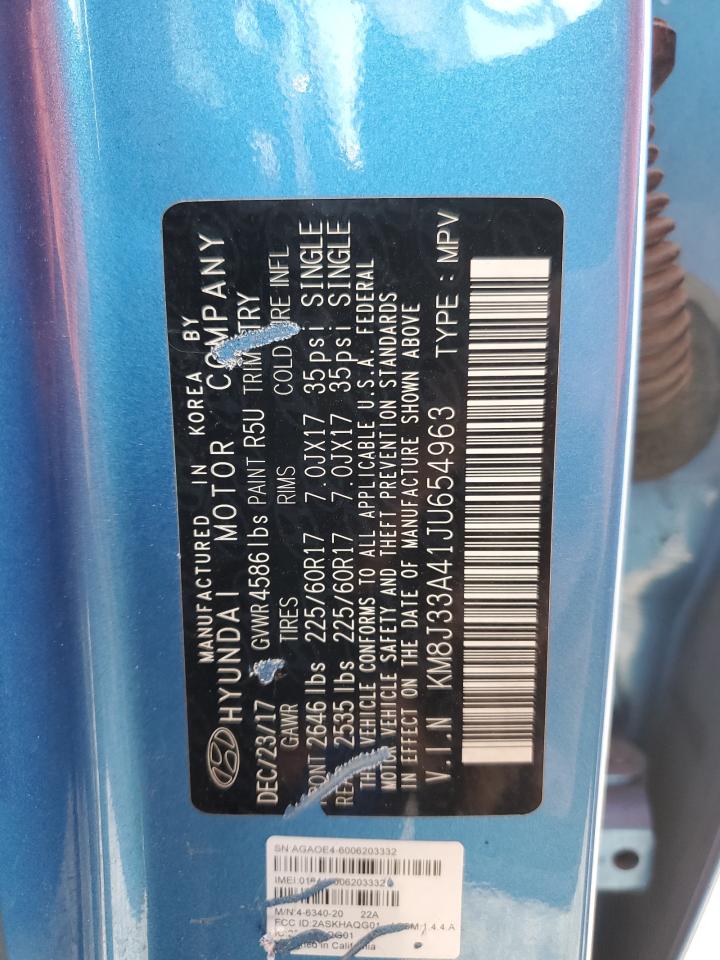 MANUFACTURED IN KOREA BY
HYUNDAI MOTOR COMPANY
DEC/23/17 GVWR 4586 lbs PAINT R5U
GAWR TIRES RIMS COLD INFL
2646 lbs 225/60R17 7.0JX17 35psi SINGLE
2535 lbs 225/60R17 7.0JX17 35psi SINGLE
THIS VEHICLE CONFORMS TO ALL APPLICABLE U.S.A. FEDERAL
MOTOR VEHICLE SAFETY AND THEFT PREVENTION STANDARDS
IN EFFECT ON THE DATE OF MANUFACTURE SHOWN ABOVE
V.I.N KM8J33A41JU654963 TYPE : MPV
SN AGAOE4-6006203332
M/N:4-6340-20 22A
FCC ID:2ASKHAQG01
in California